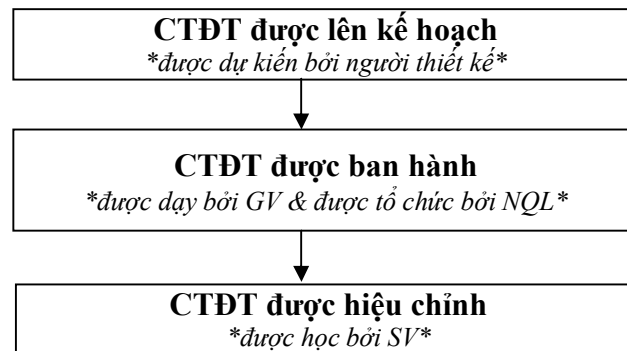 CTĐT được lên kế hoạch
*được dự kiến bởi người thiết kế*
CTĐT được ban hành
*được dạy bởi GV & được tổ chức bởi NQL*
CTĐT được hiệu chỉnh
*được học bởi SV*